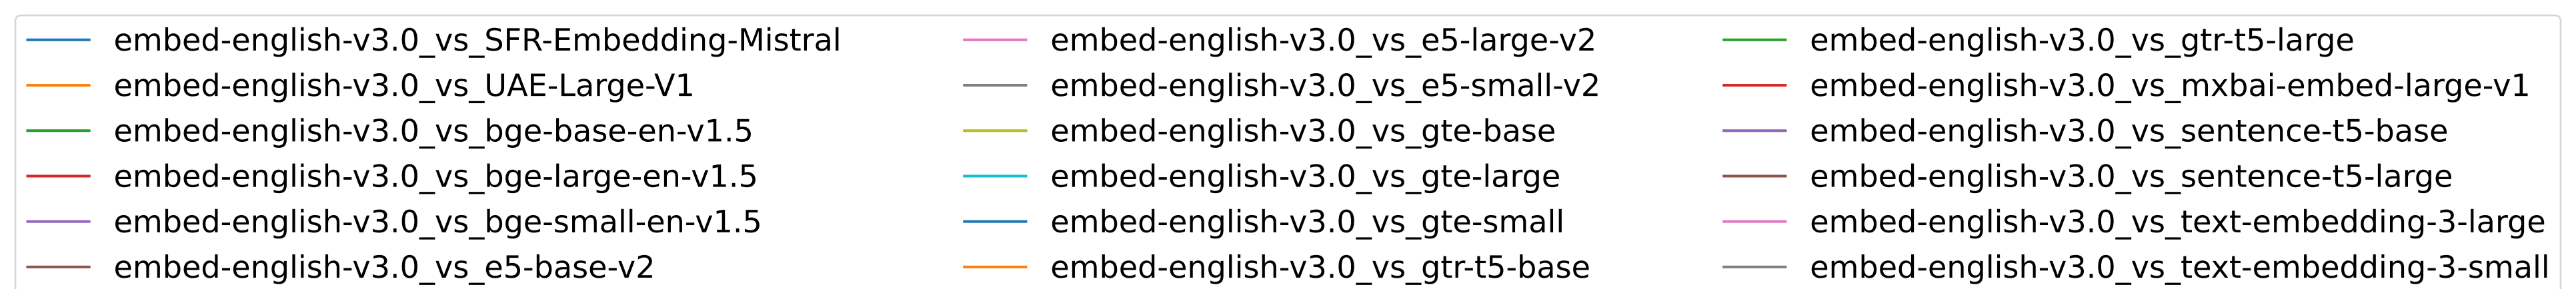 embed-english-v3.0_vs_SFR-Embedding-Mistral
embed-english-v3.0_vs_UAE-Large-V1
embed-english-v3.0_vs_bge-base-en-v1.5
embed-english-v3.0_vs_bge-large-en-v1.5
embed-english-v3.0_vs_bge-small-en-v1.5
embed-english-v3.0_vs_e5-base-v2
embed-english-v3.0_vs_e5-large-v2
embed-english-v3.0_vs_e5-small-v2
embed-english-v3.0_vs_gte-base
embed-english-v3.0_vs_gte-large
embed-english-v3.0_vs_gte-small
embed-english-v3.0_vs_gtr-t5-base
embed-english-v3.0_vs_gtr-t5-large
embed-english-v3.0_vs_mxbai-embed-large-v1
embed-english-v3.0_vs_sentence-t5-base
embed-english-v3.0_vs_sentence-t5-large
embed-english-v3.0_vs_text-embedding-3-large
embed-english-v3.0_vs_text-embedding-3-small